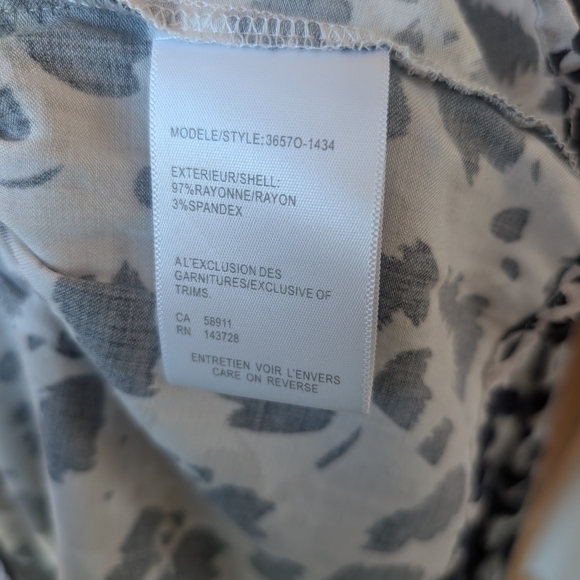 MODELE/STYLE:3657O-1434
EXTERIEUR/SHELL:
97%RAYONNE/RAYON
3%SPANDEX
A L'EXCLUSION DES
GARNITURES/EXCLUSIVE OF
TRIMS.
CA 58911
RN 143728
ENTRETIEN VOIR L'ENVERS
CARE ON REVERSE